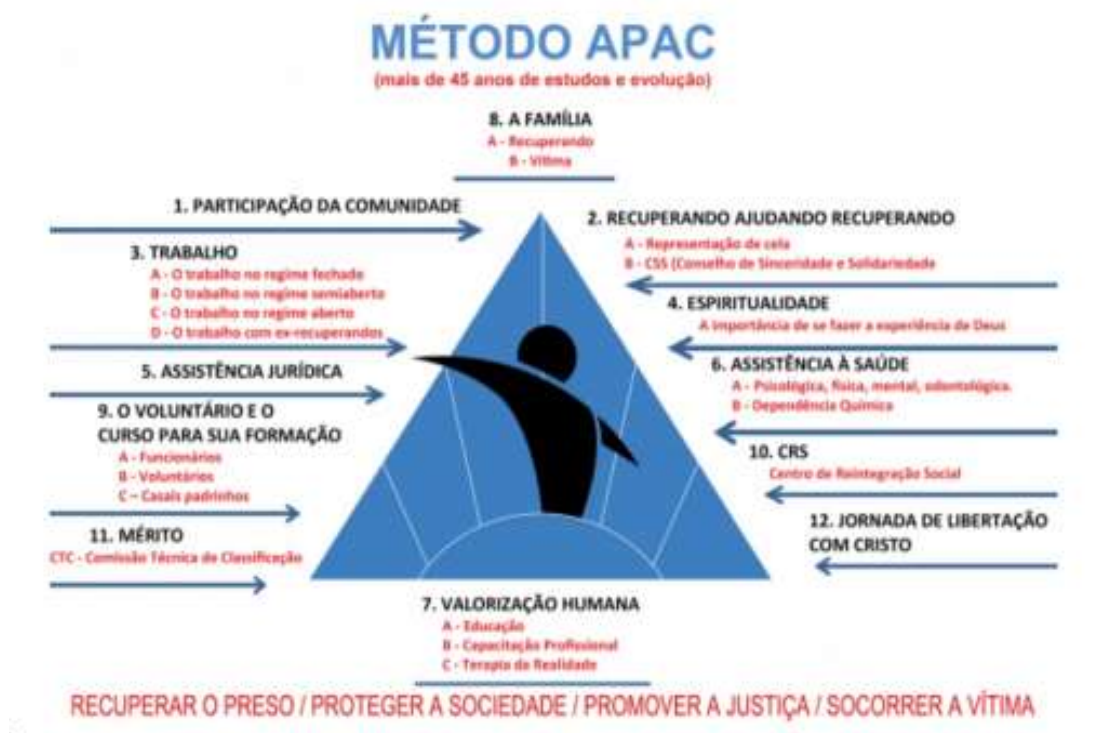 MÉTODO APAC
(mais de 45 anos de estudos e evolução)
8. A FAMÍLIA
A - Recuperando
B - Vítima
1. PARTICIPAÇÃO DA COMUNIDADE
2. RECUPERANDO AJUDANDO RECUPERANDO
A - Representação de cela
B - CSS (Conselho de Sinceridade e Solidariedade
3. TRABALHO
A - O trabalho no regime fechado
B - O trabalho no regime semiaberto
C - O trabalho no regime aberto
D - O trabalho com ex-recuperandos
4. ESPIRITUALIDADE
A importância de se fazer a experiência de Deus
5. ASSISTÊNCIA JURÍDICA
6. ASSISTÊNCIA À SAÚDE
A - Psicológica, física, mental, odontológica.
B - Dependência Química
9. O VOLUNTÁRIO E O
CURSO PARA SUA FORMAÇÃO
A - Funcionários
B - Voluntários
C – Casais padrinhos
10. CRS
Centro de Reintegração Social
11. MÉRITO
CTC - Comissão Técnica de Classificação
12. JORNADA DE LIBERTAÇÃO
COM CRISTO
7. VALORIZAÇÃO HUMANA
A - Educação
B - Capacitação Profissional
C - Terapia da Realidade
RECUPERAR O PRESO / PROTEGER A SOCIEDADE / PROMOVER A JUSTIÇA / SOCORRER A VÍTIMA